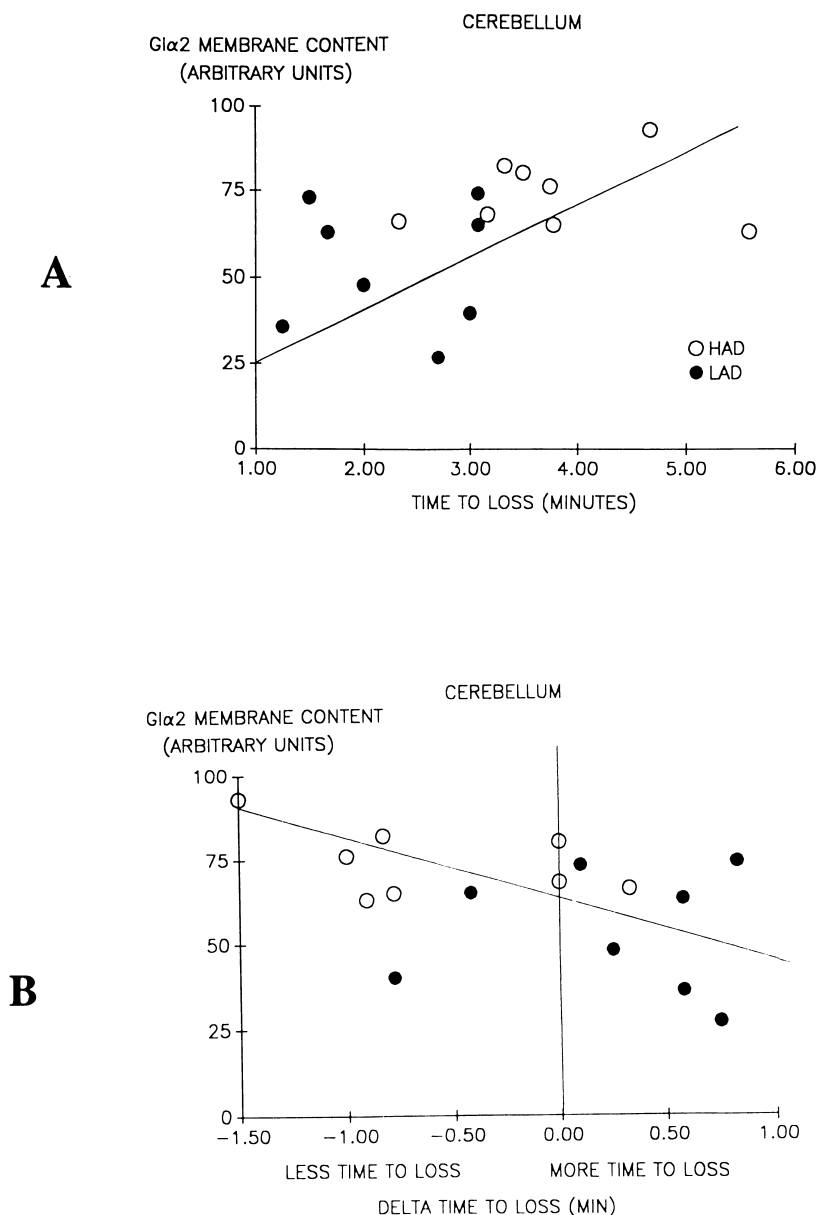 CEREBELLUM
GIα2 MEMBRANE CONTENT
(ARBITRARY UNITS)
100
75
50
25
0
A
HAD
LAD
1.00 2.00 3.00 4.00 5.00 6.00
TIME TO LOSS (MINUTES)
CEREBELLUM
GIα2 MEMBRANE CONTENT
(ARBITRARY UNITS)
100
75
50
25
0
B
-1.50 -1.00 -0.50 0.00 0.50 1.00
LESS TIME TO LOSS MORE TIME TO LOSS
DELTA TIME TO LOSS (MIN)